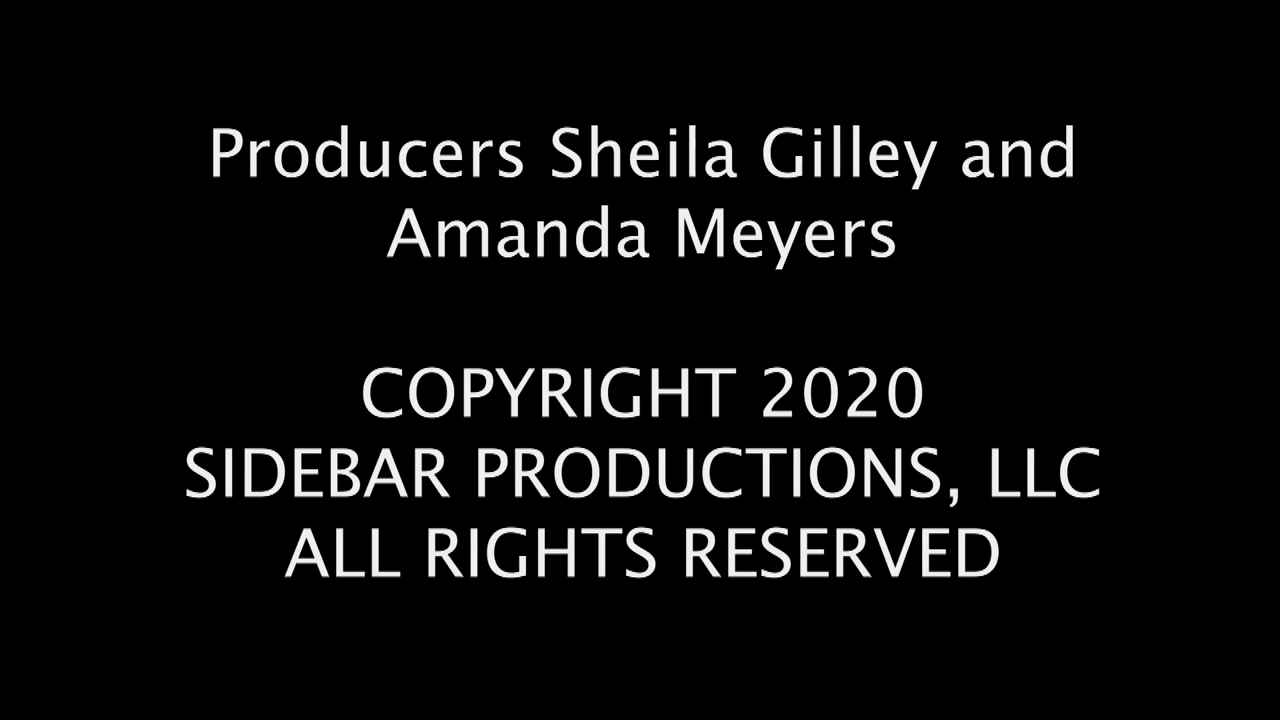 Producers Sheila Gilley and
Amanda Meyers
COPYRIGHT 2020
SIDEBAR PRODUCTIONS, LLC
ALL RIGHTS RESERVED